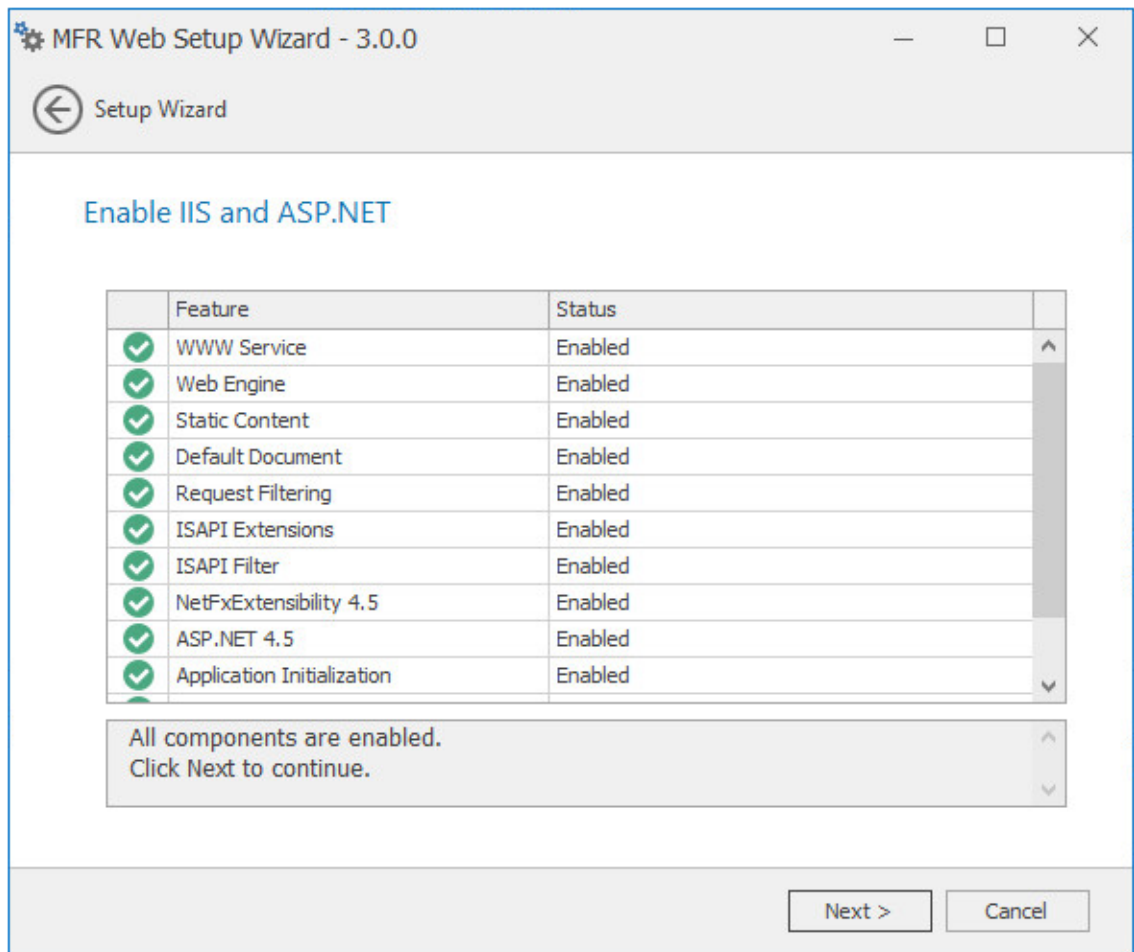 MFR Web Setup Wizard - 3.0.0
Setup Wizard
Enable IIS and ASP.NET
Feature Status
WWW Service Enabled
Web Engine Enabled
Static Content Enabled
Default Document Enabled
Request Filtering Enabled
ISAPI Extensions Enabled
ISAPI Filter Enabled
NetFxExtensibility 4.5 Enabled
ASP.NET 4.5 Enabled
Application Initialization Enabled
All components are enabled.
Click Next to continue.
Next > Cancel